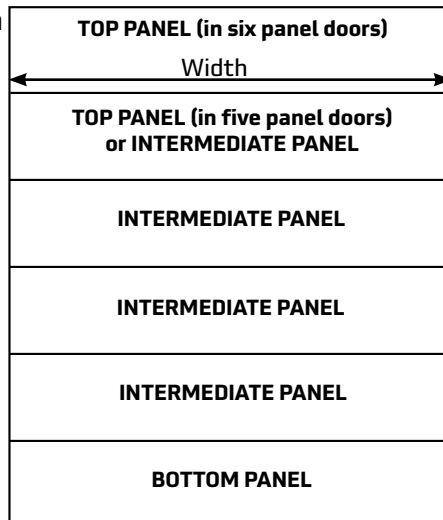 TOP PANEL (in six panel doors)
Width
TOP PANEL (in five panel doors)
or INTERMEDIATE PANEL
INTERMEDIATE PANEL
INTERMEDIATE PANEL
INTERMEDIATE PANEL
BOTTOM PANEL